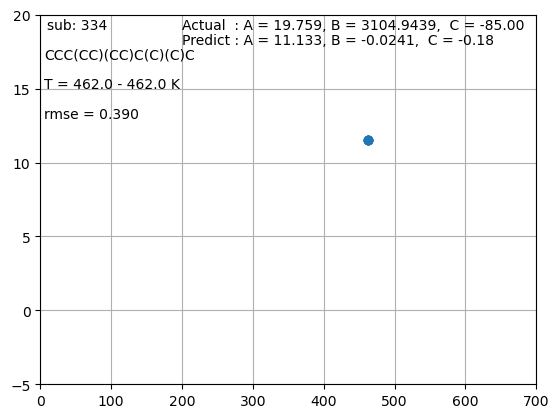 sub: 334
Actual : A = 19.759, B = 3104.9439, C = -85.00
Predict : A = 11.133, B = -0.0241, C = -0.18
CCC(CC)(CC)C(C)(C)C
T = 462.0 - 462.0 K
rmse = 0.390
20
15
10
5
0
−5
0 100 200 300 400 500 600 700